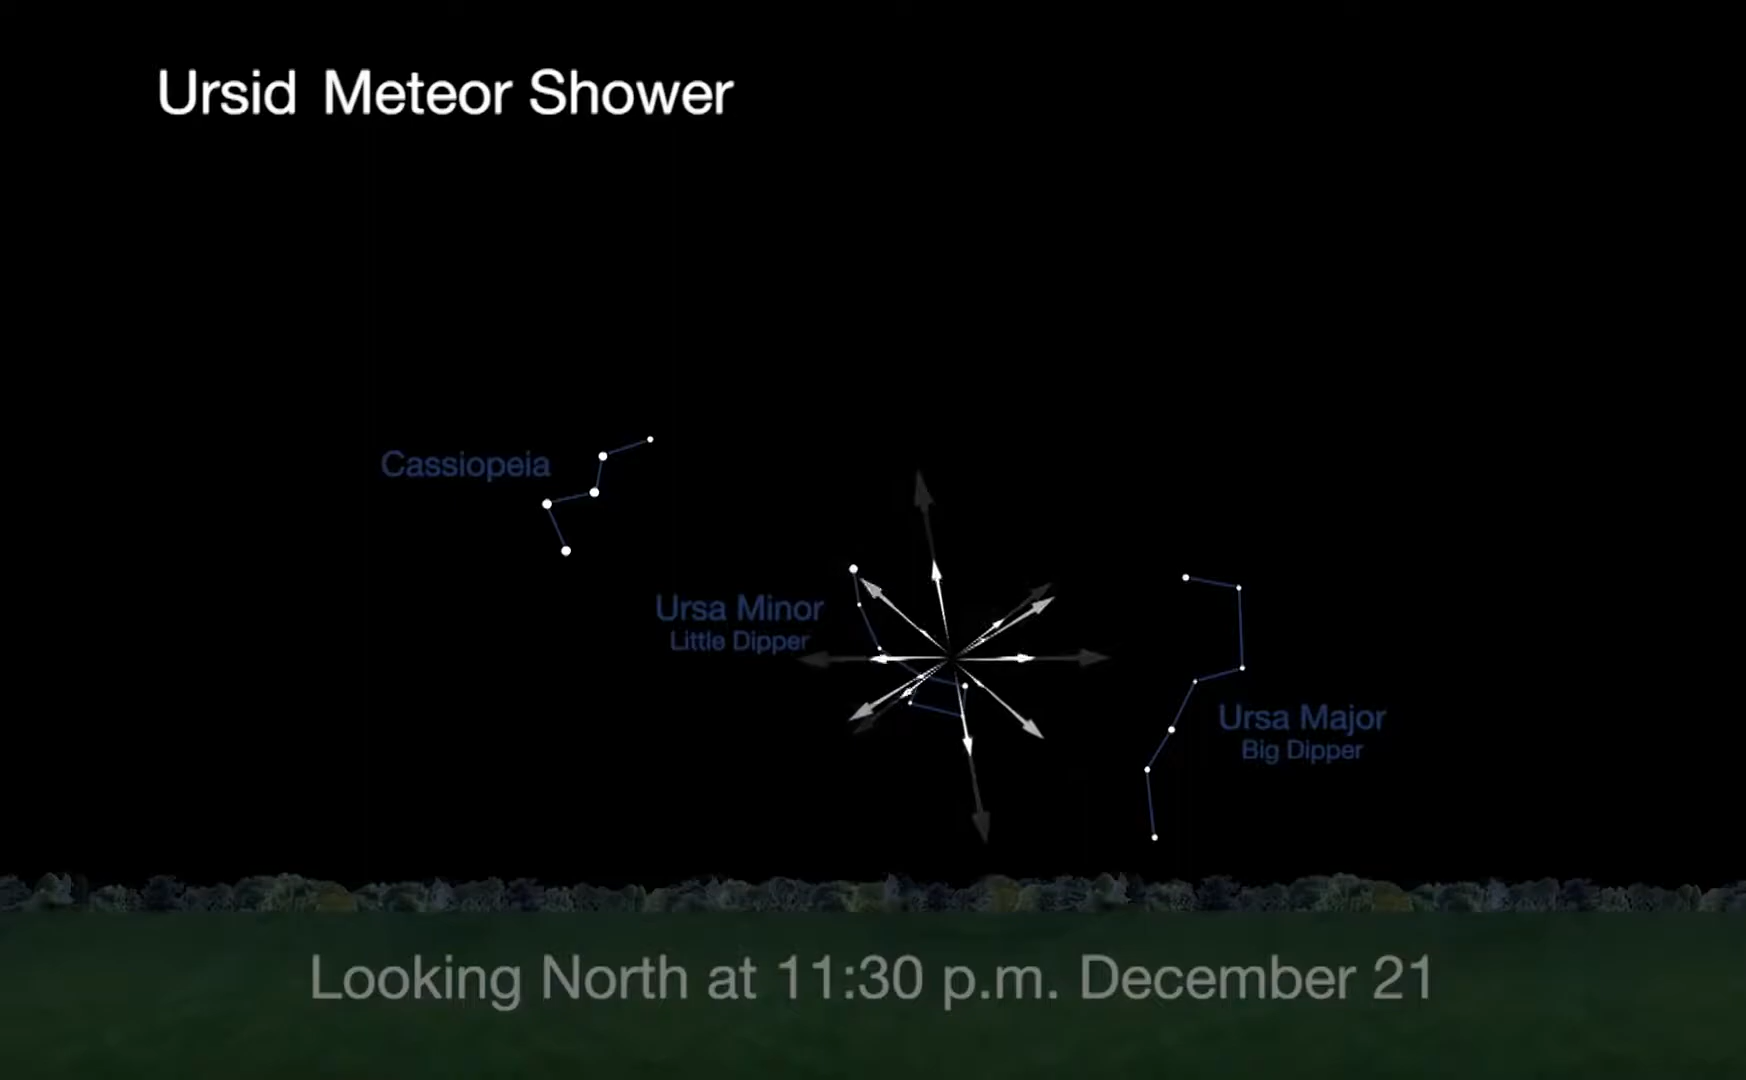 Ursid Meteor Shower
Cassiopeia
Ursa Minor
Little Dipper
Ursa Major
Big Dipper
Looking North at 11:30 p.m. December 21